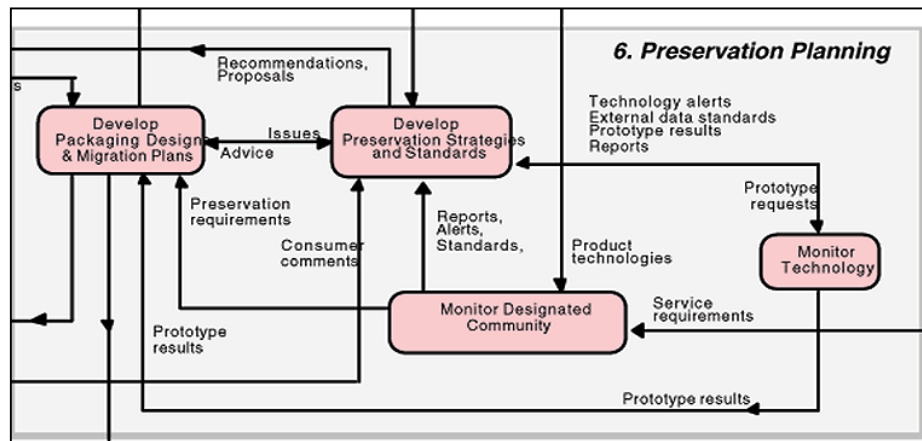 6. Preservation Planning
Recommendations,
Proposals
s
Develop
Packaging Designs
& Migration Plans
Issues
Advice
Develop
Preservation Strategies
and Standards
Technology alerts
External data standards
Prototype results
Reports
Prototype
requests
Preservation
requirements
Consumer
comments
Reports,
Alerts,
Standards,
Product
technologies
Monitor
Technology
Monitor Designated
Community
Service
requirements
Prototype
results
Prototype results